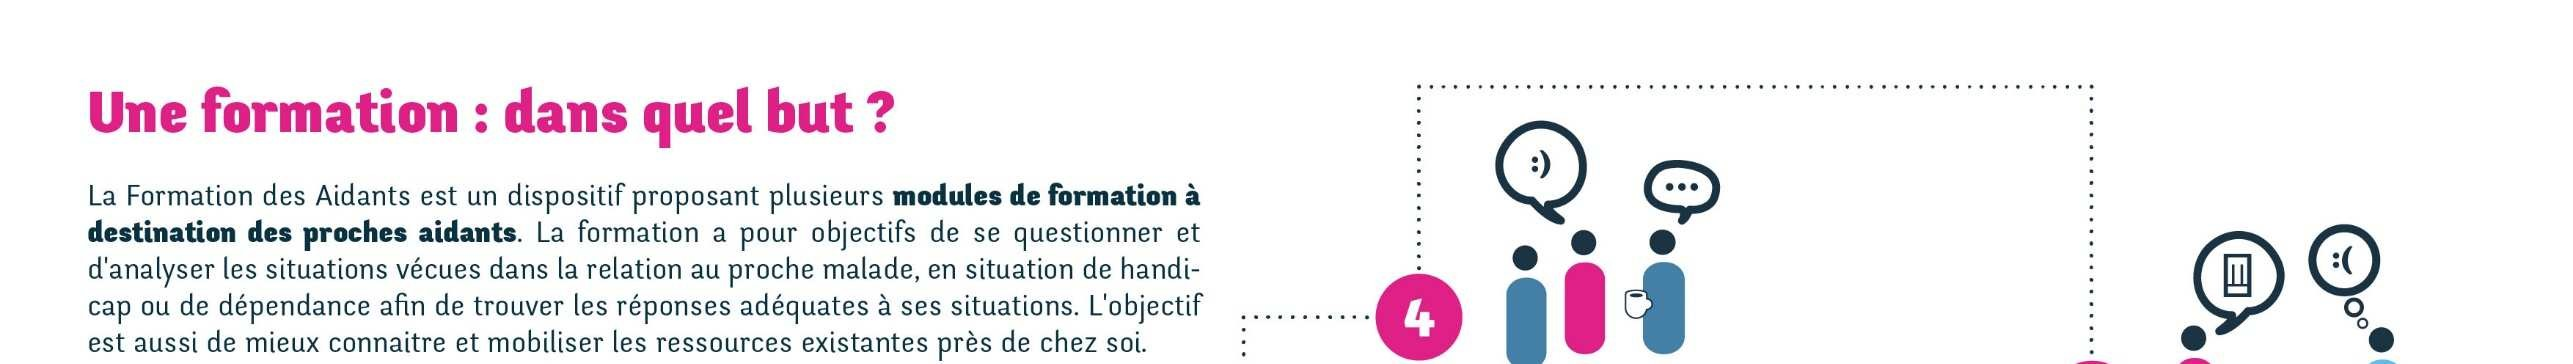 Une formation : dans quel but ?
La Formation des Aidants est un dispositif proposant plusieurs modules de formation à
destination des proches aidants. La formation a pour objectifs de se questionner et
d'analyser les situations vécues dans la relation au proche malade, en situation de handi-
cap ou de dépendance afin de trouver les réponses adéquates à ses situations. L'objectif
est aussi de mieux connaitre et mobiliser les ressources existantes près de chez soi.
:)
...
4
:(